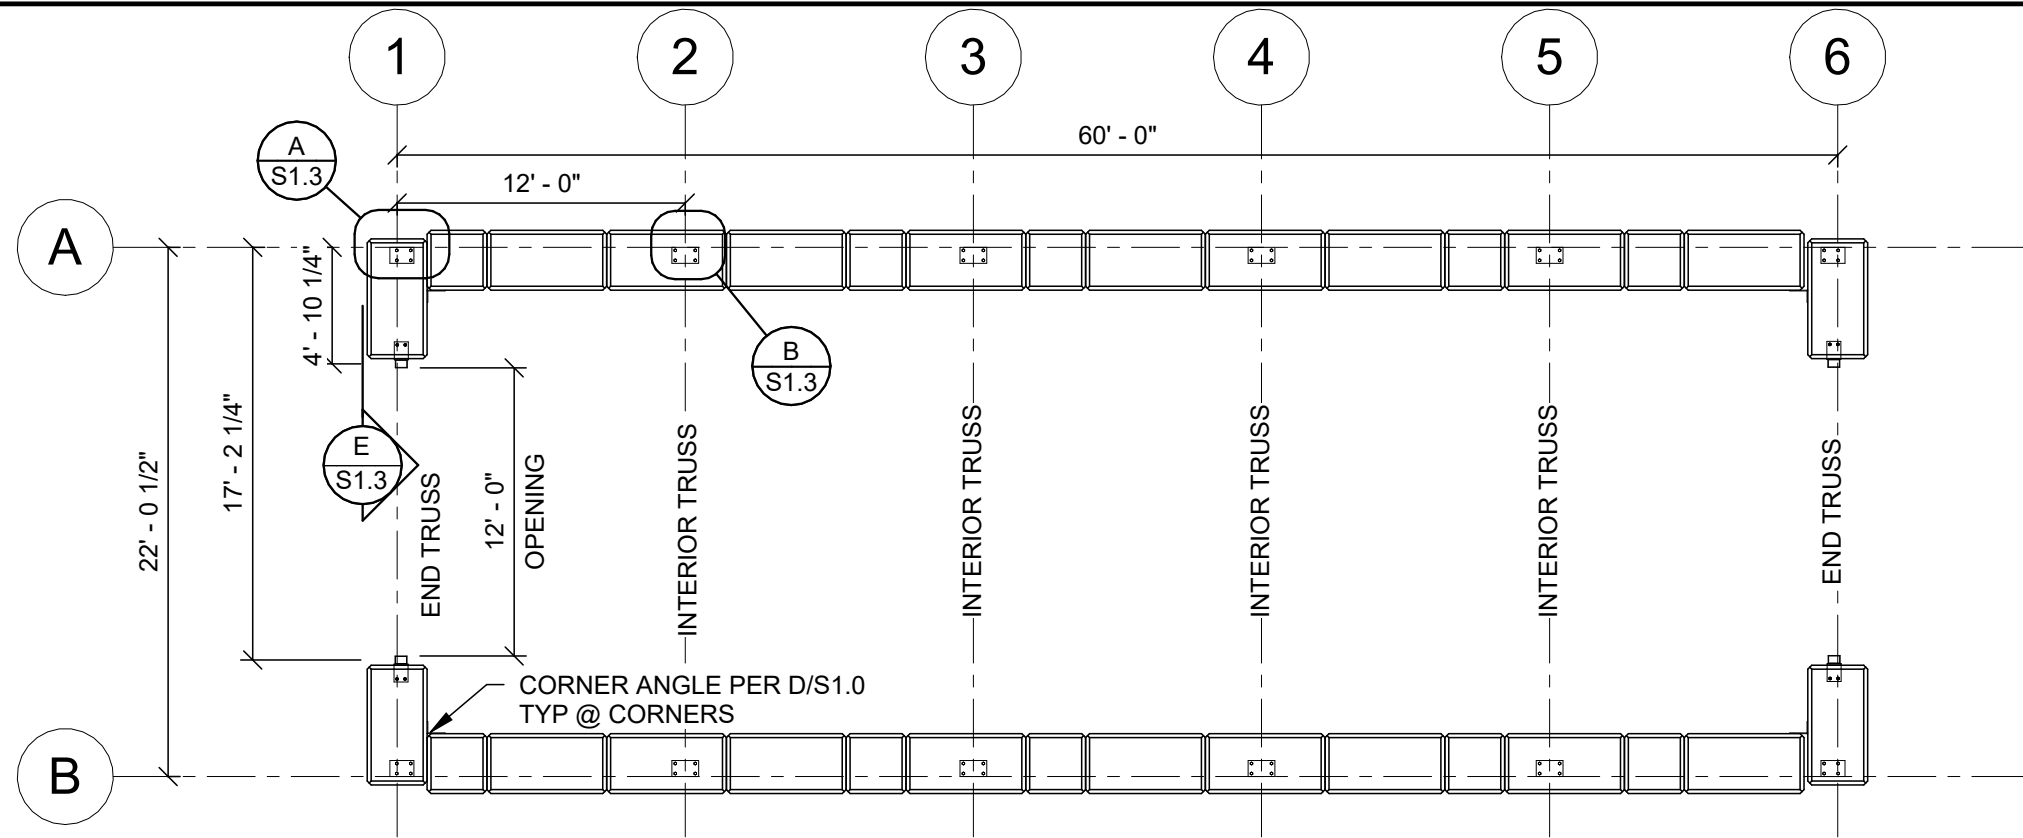 1
2
3
4
5
6
60' - 0"
A
S1.3
12' - 0"
A
4' - 10 1/4"
B
S1.3
17' - 2 1/4"
22' - 0 1/2"
E
S1.3
END TRUSS
12' - 0"
OPENING
INTERIOR TRUSS
INTERIOR TRUSS
INTERIOR TRUSS
INTERIOR TRUSS
END TRUSS
CORNER ANGLE PER D/S1.0
TYP @ CORNERS
B